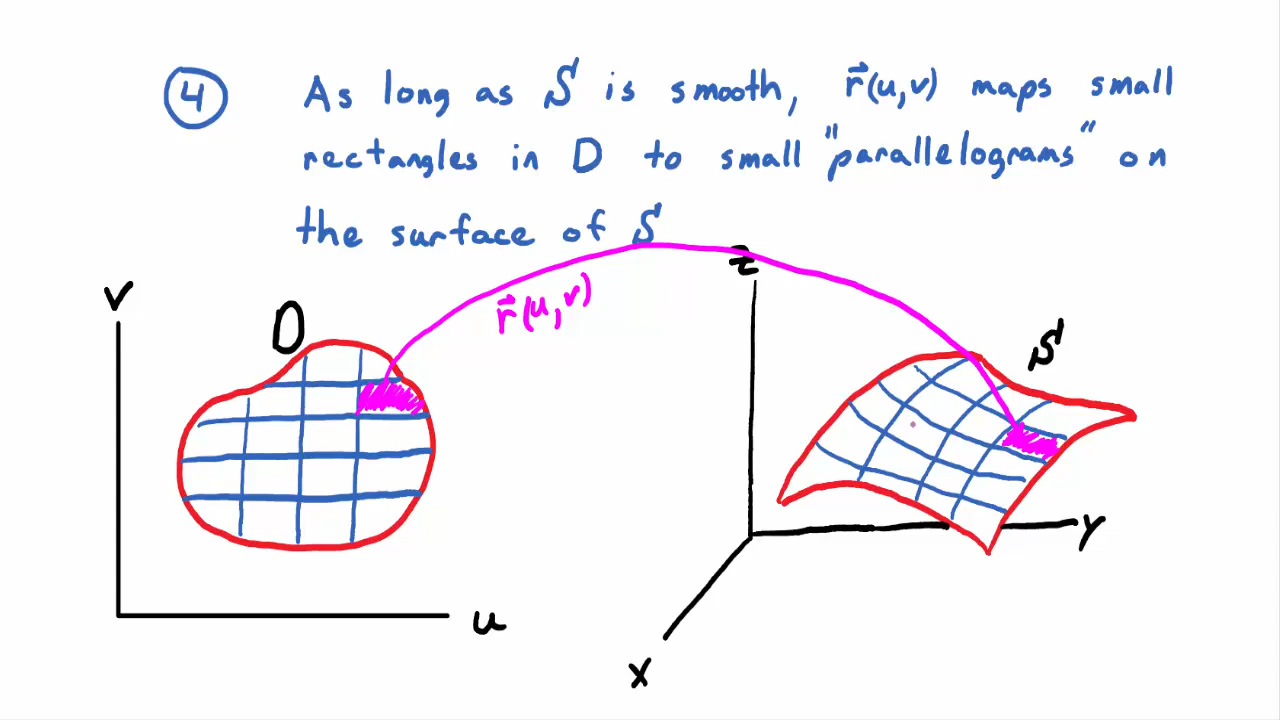 4 As long as S is smooth, r⃗(u,v) maps small
rectangles in D to small "parallelograms" on
the surface of S
z
v
r⃗(u,v)
D
S
y
u
x